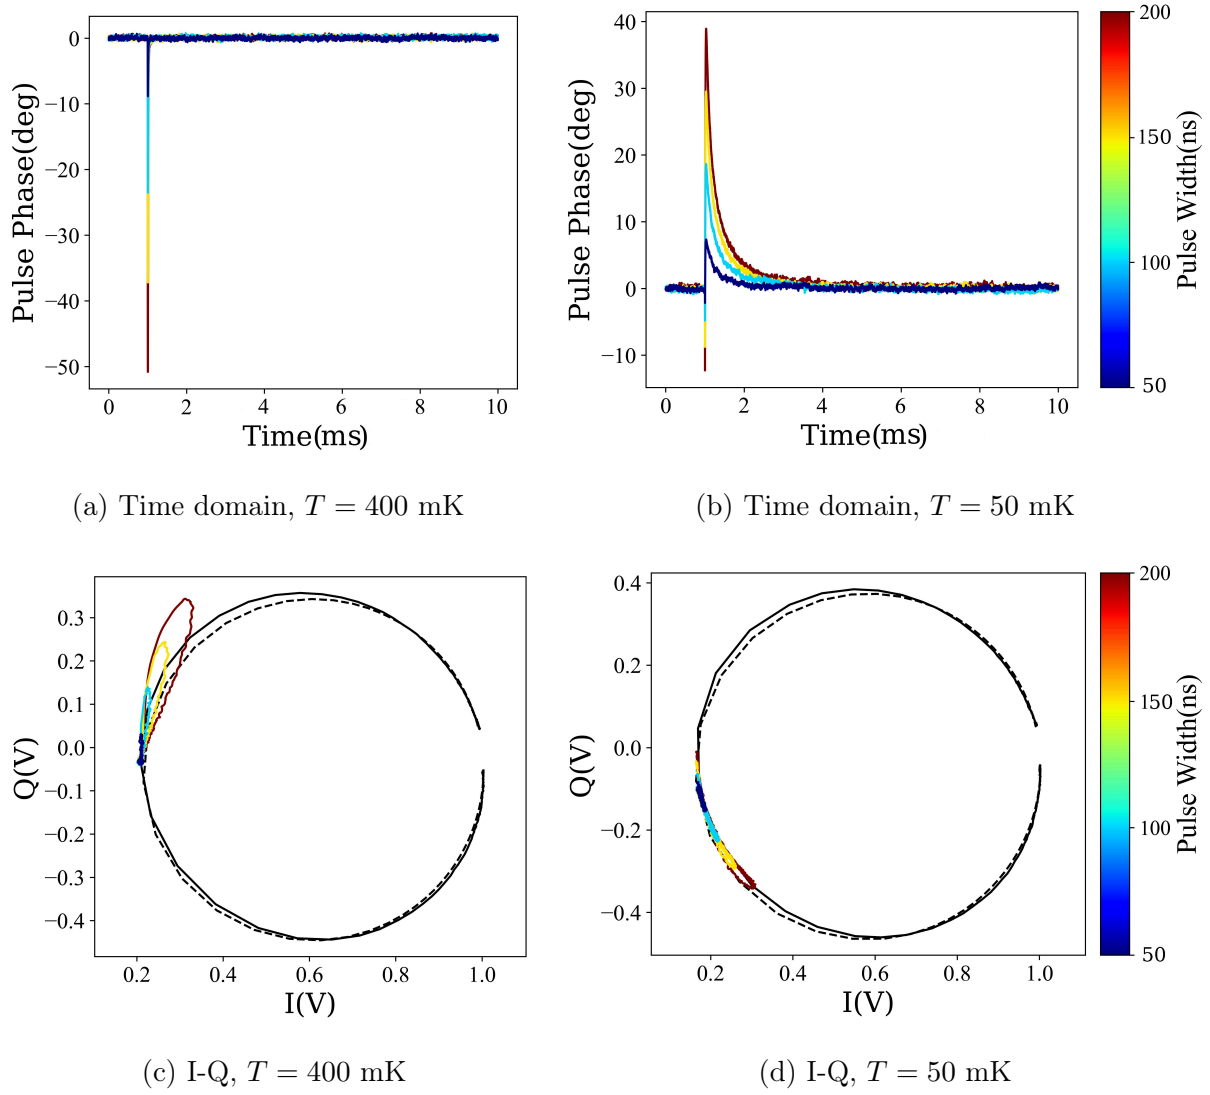 0
−10
−20
−30
−40
−50
Pulse Phase(deg)
0 2 4 6 8 10
Time(ms)
(a) Time domain, T = 400 mK
40
30
20
10
0
−10
Pulse Phase(deg)
0 2 4 6 8 10
Time(ms)
200
150
100
50
Pulse Width(ns)
(b) Time domain, T = 50 mK
0.3
0.2
0.1
0.0
−0.1
−0.2
−0.3
−0.4
Q(V)
0.2 0.4 0.6 0.8 1.0
I(V)
(c) I-Q, T = 400 mK
0.4
0.2
0.0
−0.2
−0.4
Q(V)
0.2 0.4 0.6 0.8 1.0
I(V)
200
150
100
50
Pulse Width(ns)
(d) I-Q, T = 50 mK